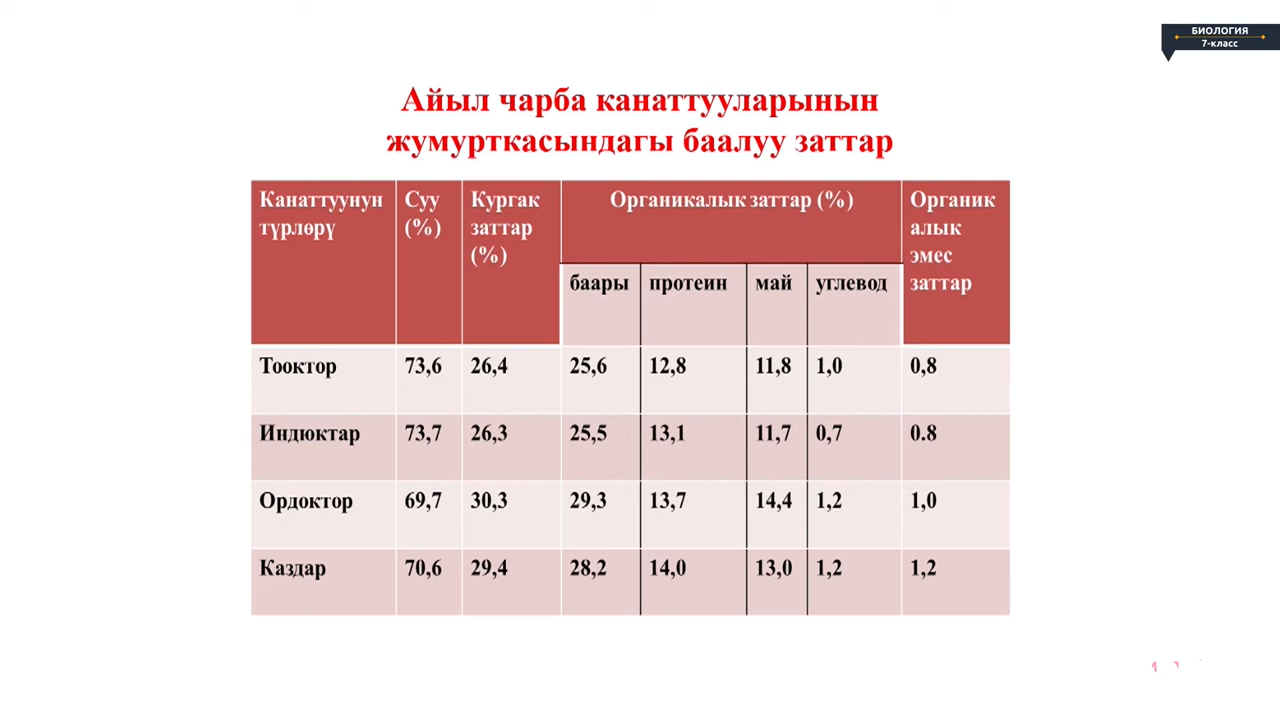 БИОЛОГИЯ
7-класс
Айыл чарба канаттууларынын
жумурткасындагы баалуу заттар
Канаттуунун түрлөрү Суу (%) Кургак заттар (%) Органикалык заттар (%) Органикалык эмес заттар
баары протеин май углевод
Тооктор 73,6 26,4 25,6 12,8 11,8 1,0 0,8
Индюктар 73,7 26,3 25,5 13,1 11,7 0,7 0.8
Ордоктор 69,7 30,3 29,3 13,7 14,4 1,2 1,0
Каздар 70,6 29,4 28,2 14,0 13,0 1,2 1,2